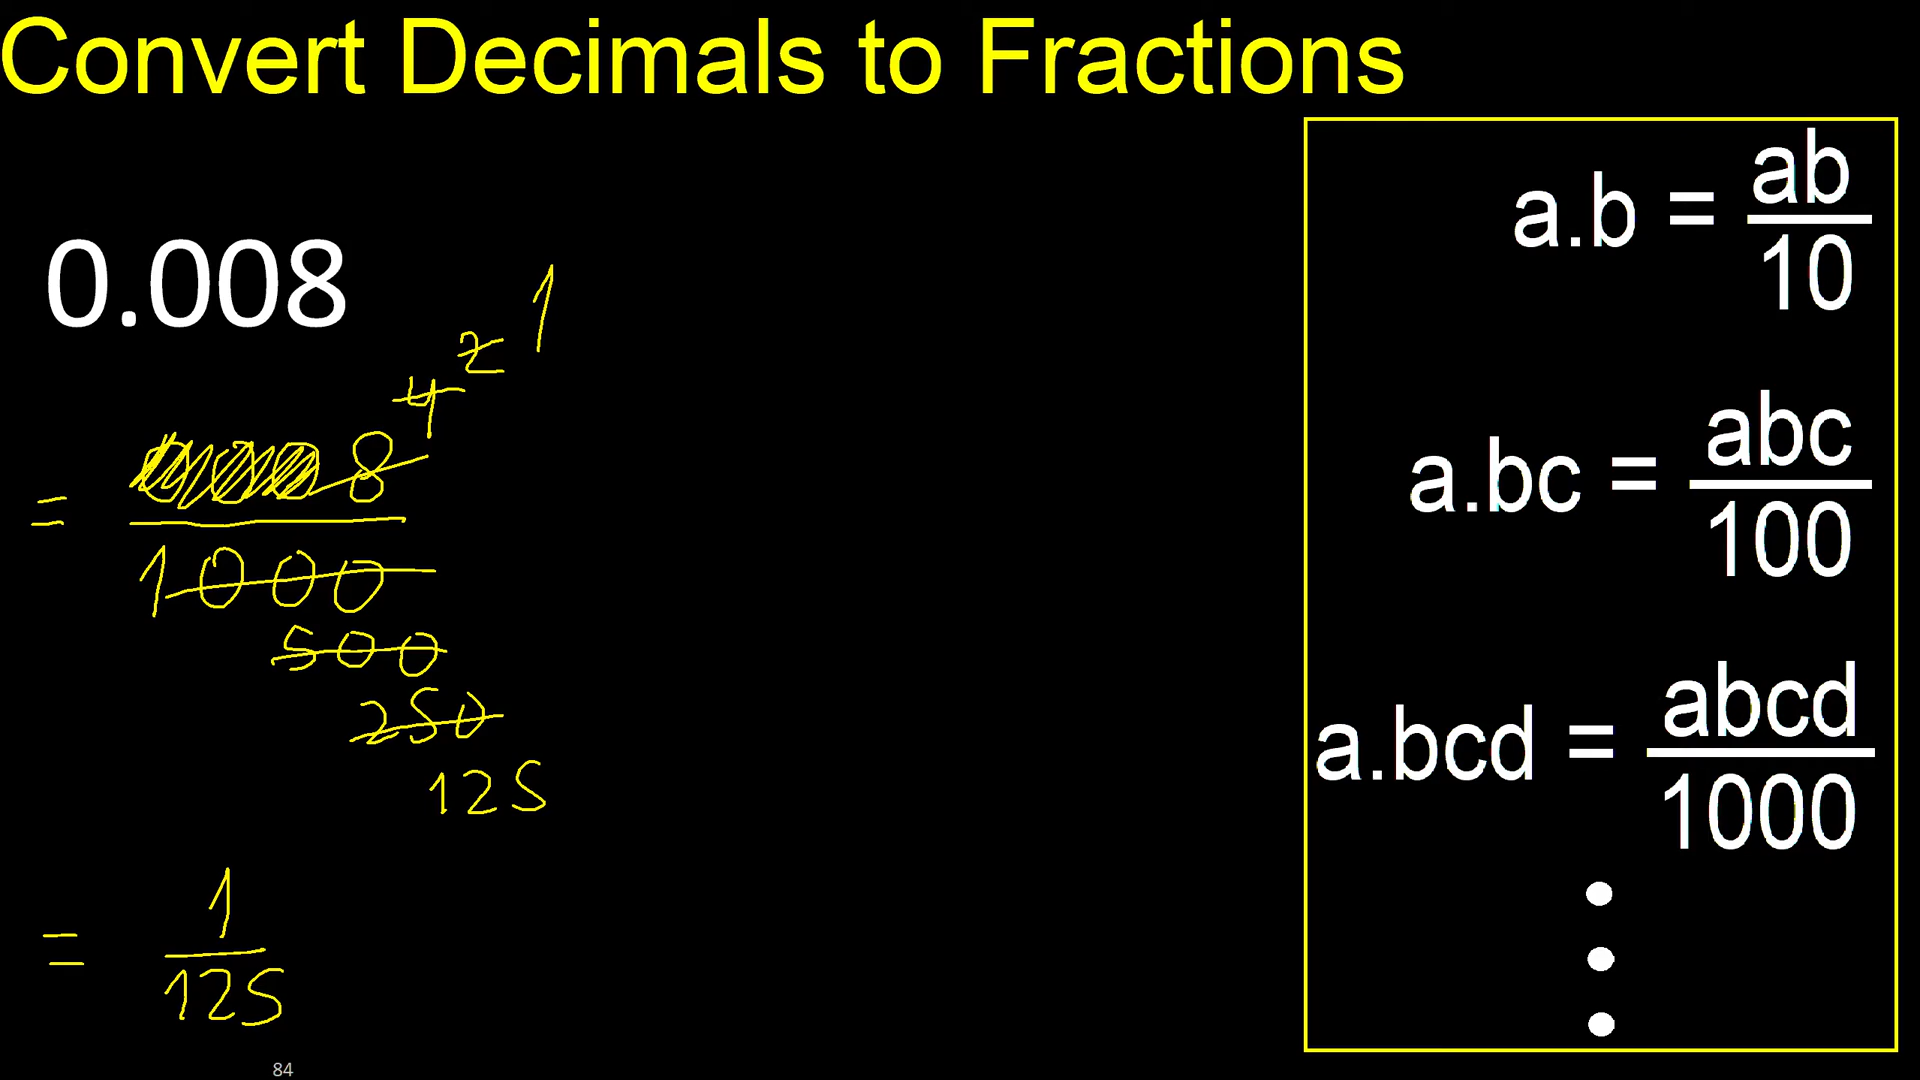 Convert Decimals to Fractions
0.008
= 8/1000
4 2 1
500
250
125
= 1/125
a.b = ab/10
a.bc = abc/100
a.bcd = abcd/1000
84